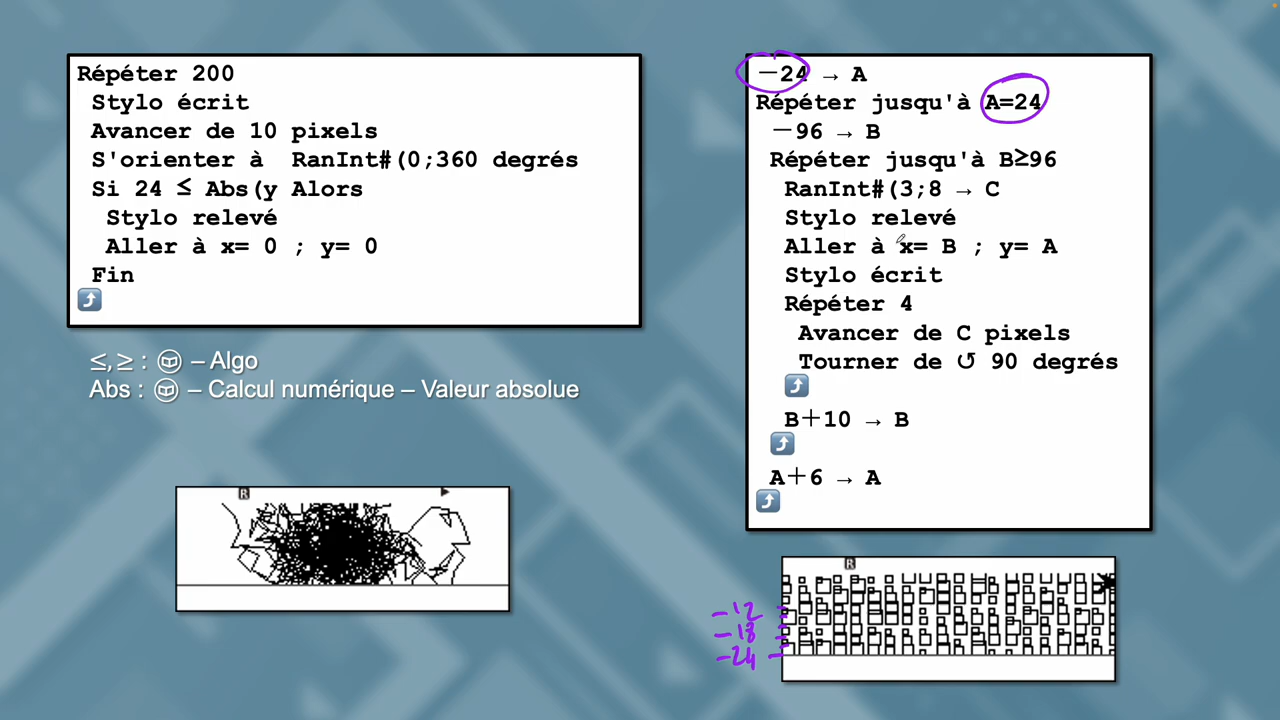 Répéter 200
Stylo écrit
Avancer de 10 pixels
S'orienter à RanInt#(0;360 degrés
Si 24 ≤ Abs(y Alors
Stylo relevé
Aller à x= 0 ; y= 0
Fin
⤴
≤,≥ : – Algo
Abs : – Calcul numérique – Valeur absolue
R
−24 → A
Répéter jusqu'à A=24
−96 → B
Répéter jusqu'à B≥96
RanInt#(3;8 → C
Stylo relevé
Aller à x= B ; y= A
Stylo écrit
Répéter 4
Avancer de C pixels
Tourner de ↺ 90 degrés
⤴
B+10 → B
⤴
A+6 → A
⤴
R
-12
-18
-24